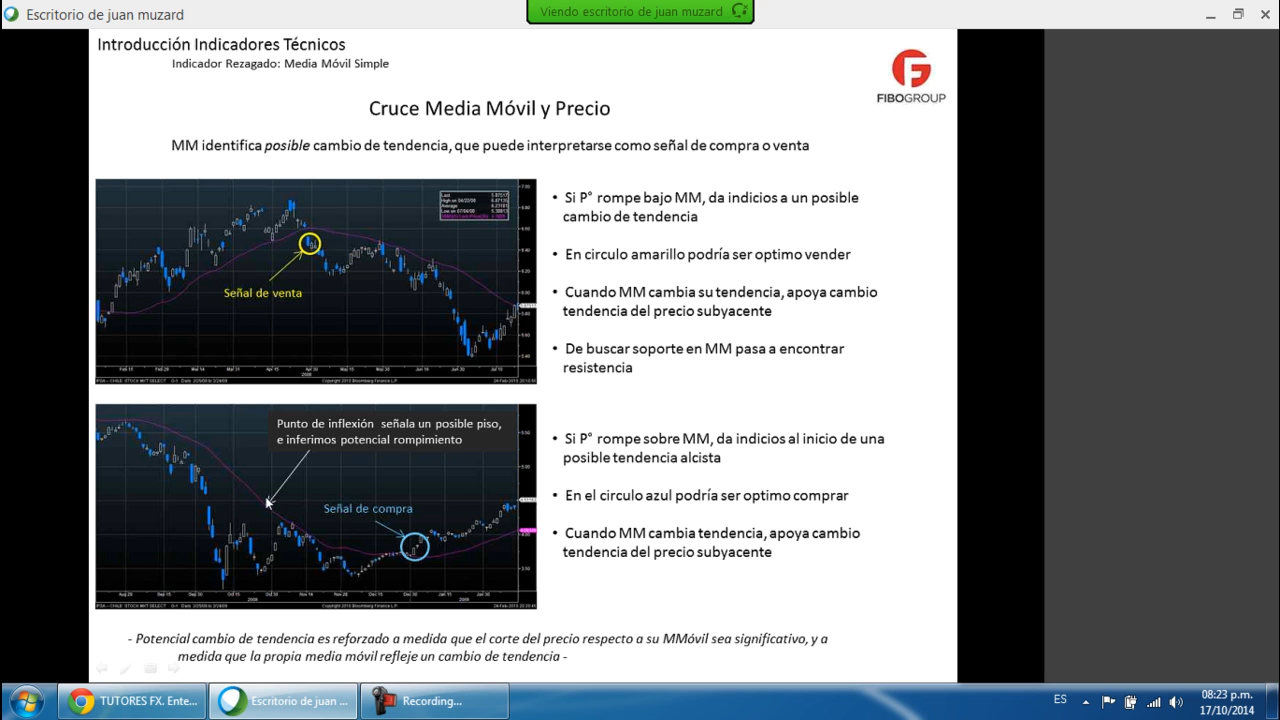 Escritorio de juan muzard
Viendo escritorio de juan muzard
Introducción Indicadores Técnicos
Indicador Rezagado: Media Móvil Simple
FIBOGROUP
Cruce Media Móvil y Precio
MM identifica posible cambio de tendencia, que puede interpretarse como señal de compra o venta
Señal de venta
• Si P° rompe bajo MM, da indicios a un posible
cambio de tendencia
• En circulo amarillo podría ser optimo vender
• Cuando MM cambia su tendencia, apoya cambio
tendencia del precio subyacente
• De buscar soporte en MM pasa a encontrar
resistencia
Punto de inflexión señala un posible piso,
e inferimos potencial rompimiento
Señal de compra
• Si P° rompe sobre MM, da indicios al inicio de una
posible tendencia alcista
• En el circulo azul podría ser optimo comprar
• Cuando MM cambia tendencia, apoya cambio
tendencia del precio subyacente
- Potencial cambio de tendencia es reforzado a medida que el corte del precio respecto a su MMóvil sea significativo, y a
medida que la propia media móvil refleje un cambio de tendencia -
TUTORES FX. Ente...
Escritorio de juan ...
Recording...
ES
08:23 p.m.
17/10/2014